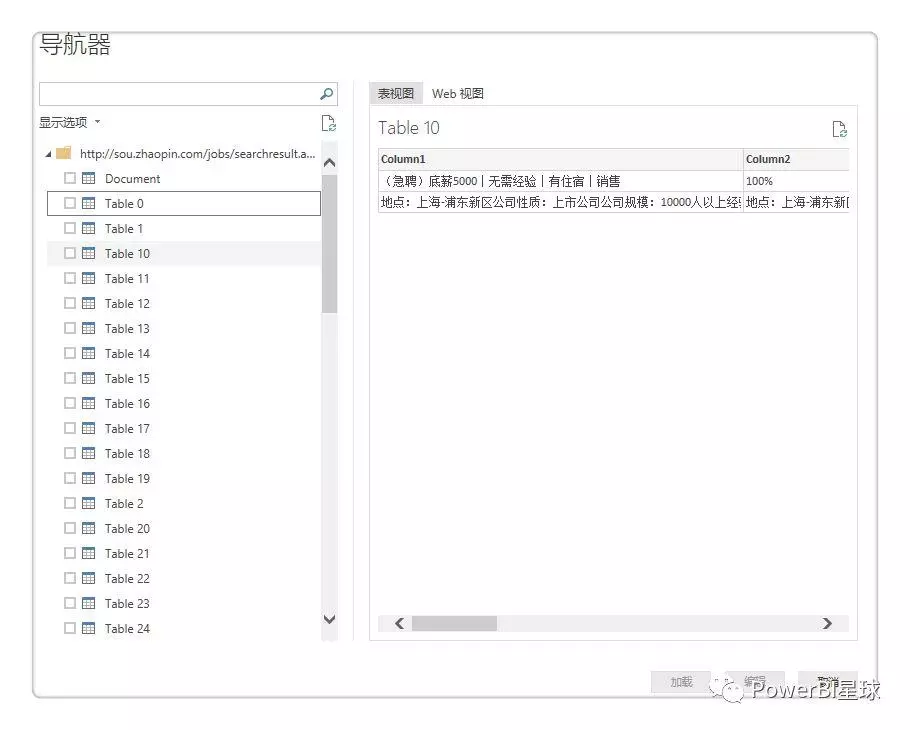 导航器
显示选项
http://sou.zhaopin.com/jobs/searchresult.a...
Document
Table 0
Table 1
Table 10
Table 11
Table 12
Table 13
Table 14
Table 15
Table 16
Table 17
Table 18
Table 19
Table 2
Table 20
Table 21
Table 22
Table 23
Table 24
表视图 Web 视图
Table 10
Column1 Column2
（急聘）底薪5000｜无需经验｜有住宿｜销售 100%
地点：上海-浦东新区公司性质：上市公司公司规模：10000人以上经 地点：上海-浦东新
加载 编辑 取消
PowerBI星球